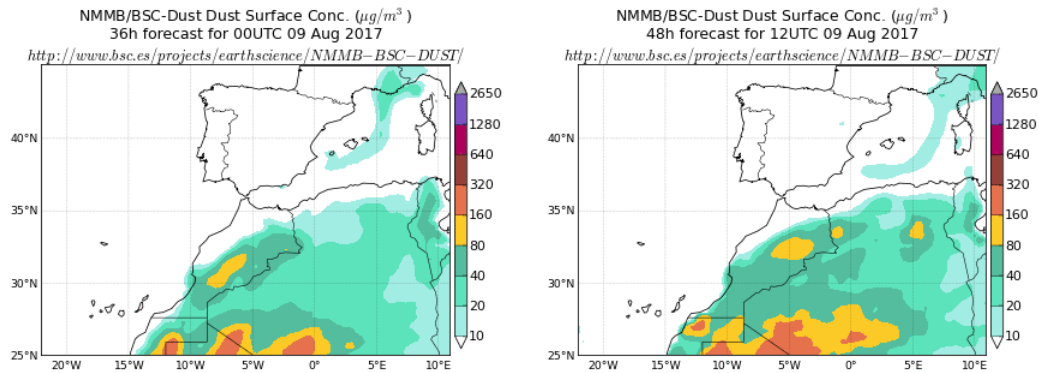 NMMB/BSC-Dust Dust Surface Conc. (μg/m³)
36h forecast for 00UTC 09 Aug 2017
http://www.bsc.es/projects/earthscience/NMMB−BSC−DUST/
40°N
35°N
30°N
25°N
20°W
15°W
10°W
5°W
0°
5°E
10°E
2650
1280
640
320
160
80
40
20
10
NMMB/BSC-Dust Dust Surface Conc. (μg/m³)
48h forecast for 12UTC 09 Aug 2017
http://www.bsc.es/projects/earthscience/NMMB−BSC−DUST/
40°N
35°N
30°N
25°N
20°W
15°W
10°W
5°W
0°
5°E
10°E
2650
1280
640
320
160
80
40
20
10